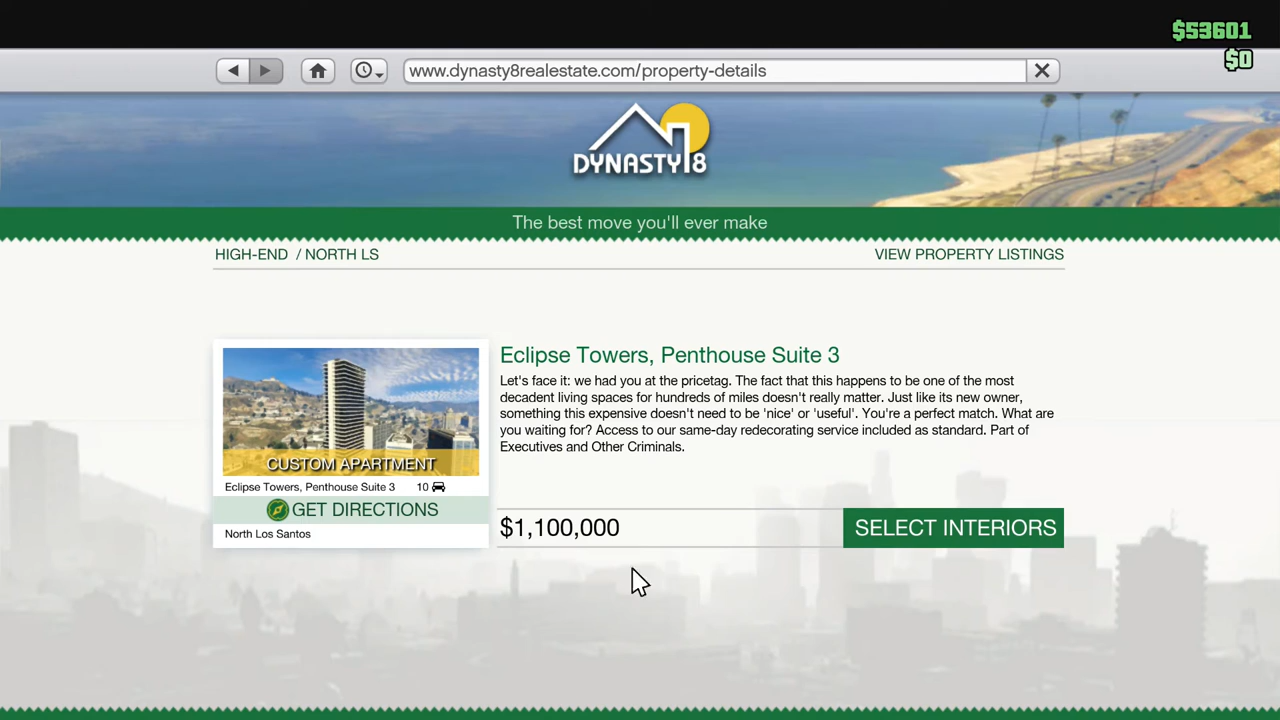 $53601
$0
www.dynasty8realestate.com/property-details
DYNASTY 8
The best move you'll ever make
HIGH-END / NORTH LS
VIEW PROPERTY LISTINGS
Eclipse Towers, Penthouse Suite 3
Let's face it: we had you at the pricetag. The fact that this happens to be one of the most
decadent living spaces for hundreds of miles doesn't really matter. Just like its new owner,
something this expensive doesn't need to be 'nice' or 'useful'. You're a perfect match. What are
you waiting for? Access to our same-day redecorating service included as standard. Part of
Executives and Other Criminals.
CUSTOM APARTMENT
Eclipse Towers, Penthouse Suite 3 10
GET DIRECTIONS
North Los Santos
$1,100,000
SELECT INTERIORS